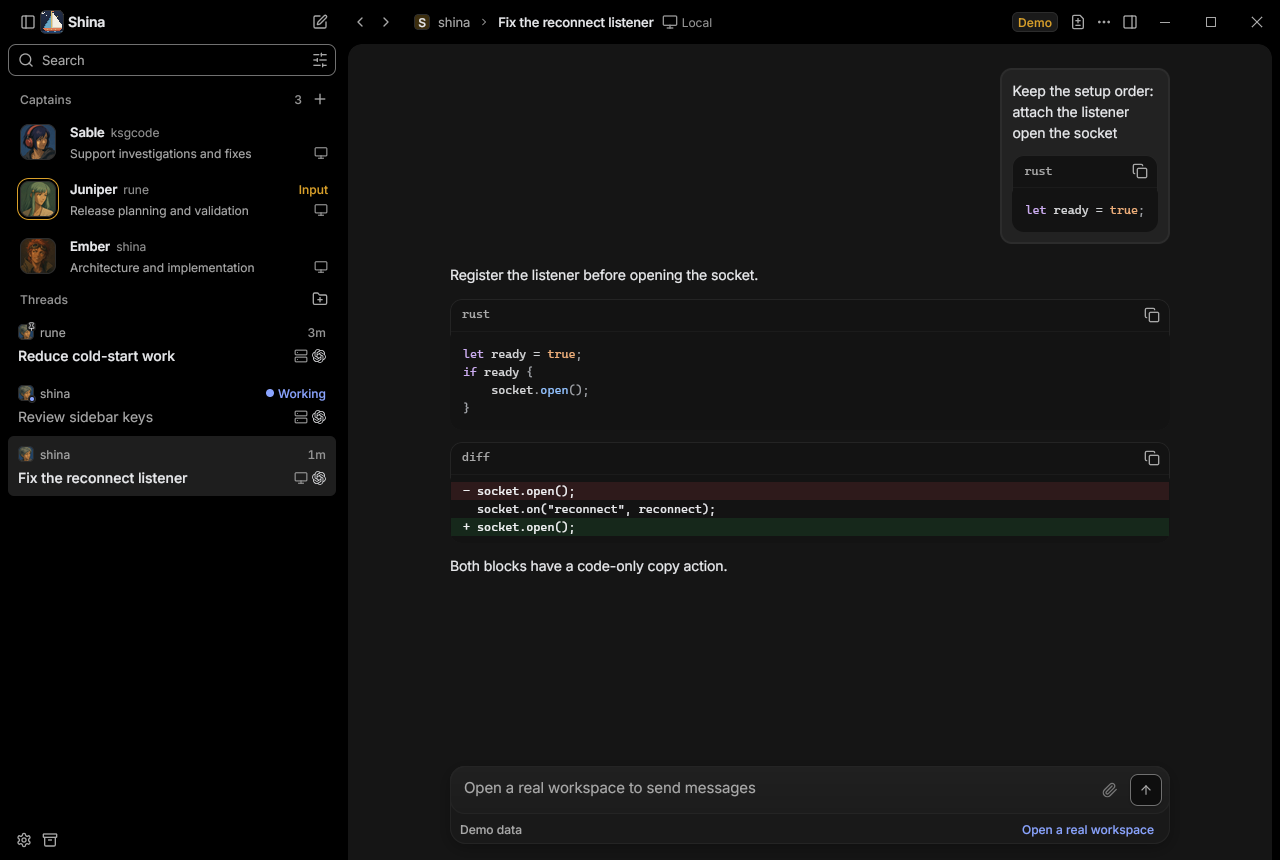 Shina
S shina › Fix the reconnect listener Local
Demo
Search
Captains 3
Sable ksgcode
Support investigations and fixes
Juniper rune Input
Release planning and validation
Ember shina
Architecture and implementation
Threads
rune 3m
Reduce cold-start work
shina Working
Review sidebar keys
shina 1m
Fix the reconnect listener
Keep the setup order:
attach the listener
open the socket
rust
let ready = true;
Register the listener before opening the socket.
rust
let ready = true;
if ready {
    socket.open();
}
diff
- socket.open();
  socket.on("reconnect", reconnect);
+ socket.open();
Both blocks have a code-only copy action.
Open a real workspace to send messages
Demo data
Open a real workspace